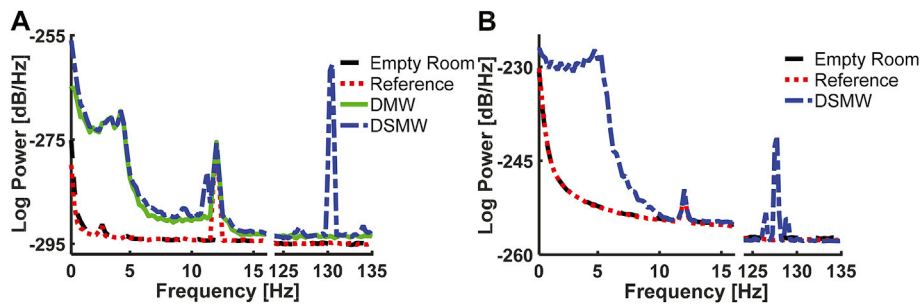 A
Log Power [dB/Hz]
-255
-275
-295
0
5
10
15
125
130
135
Frequency [Hz]
Empty Room
Reference
DMW
DSMW
B
Log Power [dB/Hz]
-230
-245
-260
0
5
10
15
125
130
135
Frequency [Hz]
Empty Room
Reference
DSMW